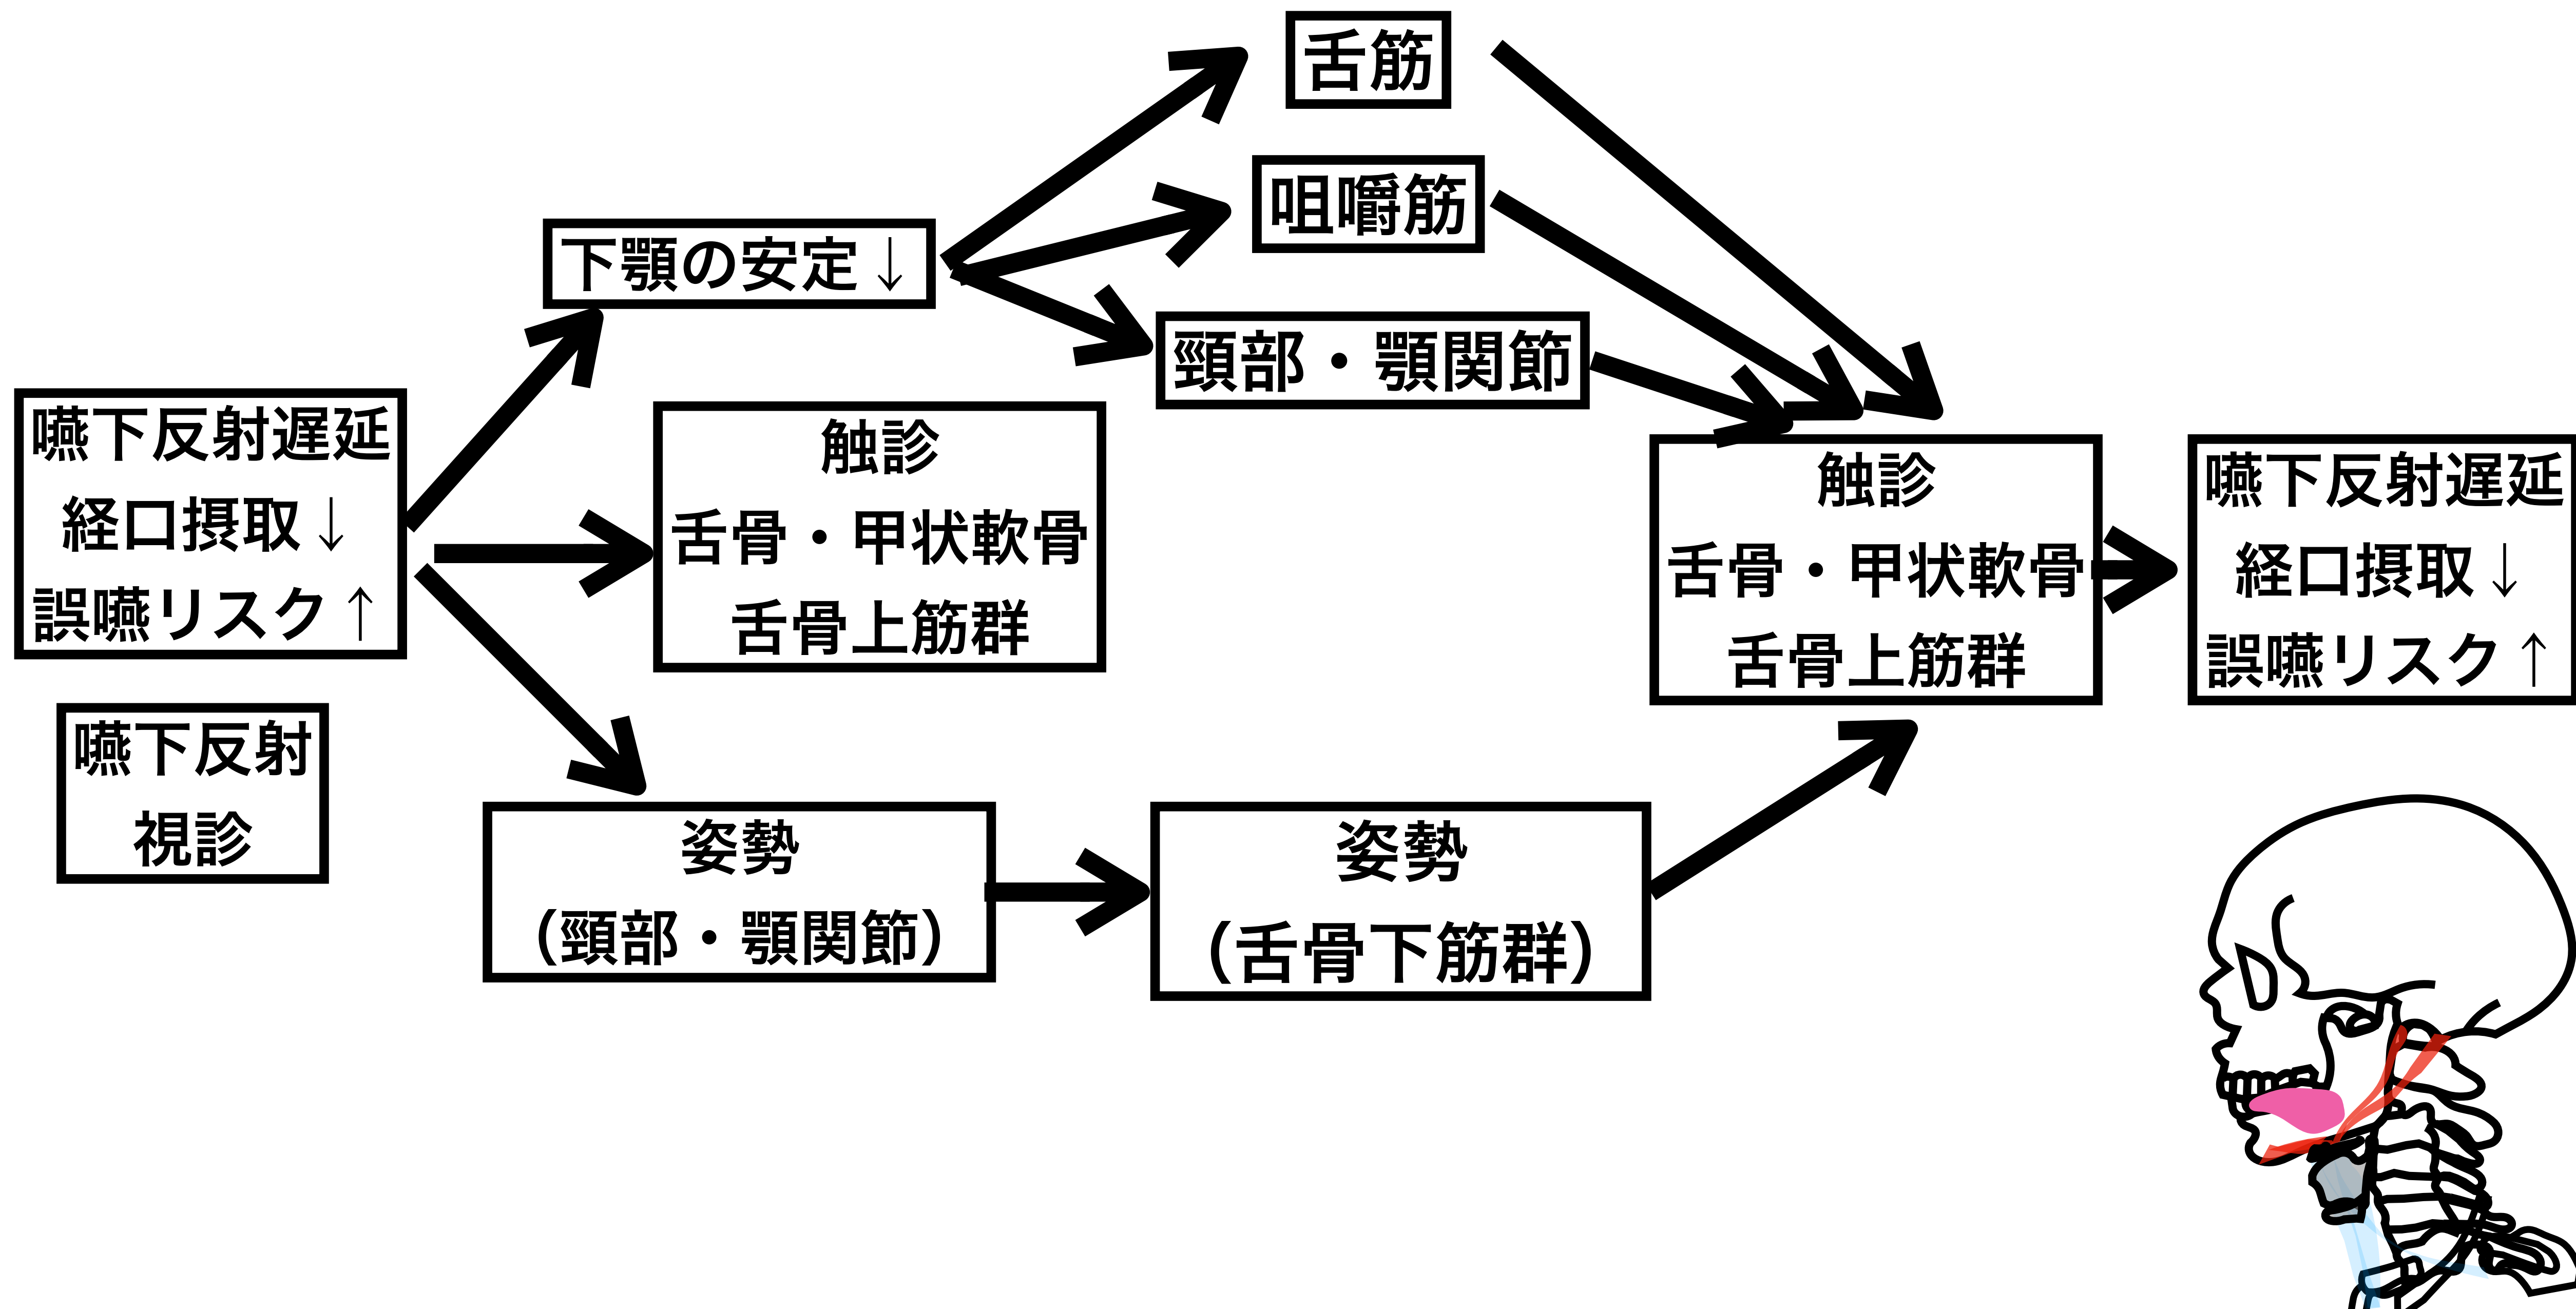 舌筋
咀嚼筋
下顎の安定↓
頸部・顎関節
嚥下反射遅延
経口摂取↓
誤嚥リスク↑
触診
舌骨・甲状軟骨
舌骨上筋群
触診
舌骨・甲状軟骨
舌骨上筋群
嚥下反射遅延
経口摂取↓
誤嚥リスク↑
嚥下反射
視診
姿勢
（頸部・顎関節）
姿勢
（舌骨下筋群）